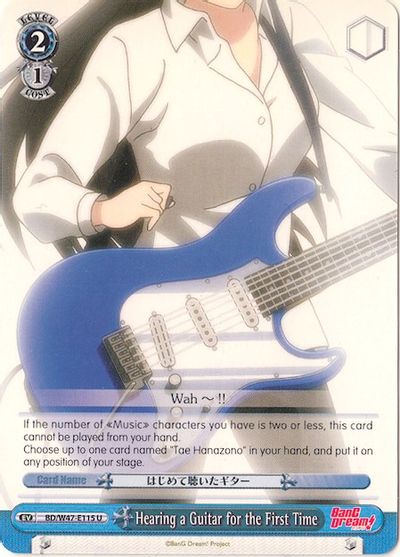 LEVEL
2
1
COST
Wah ～ !!
If the number of «Music» characters you have is two or less, this card
cannot be played from your hand.
Choose up to one card named "Tae Hanazono" in your hand, and put it on
any position of your stage.
Card Name はじめて聴いたギター
EV BD/W47-E115 U Hearing a Guitar for the First Time BanG Dream!
©BanG Dream! Project